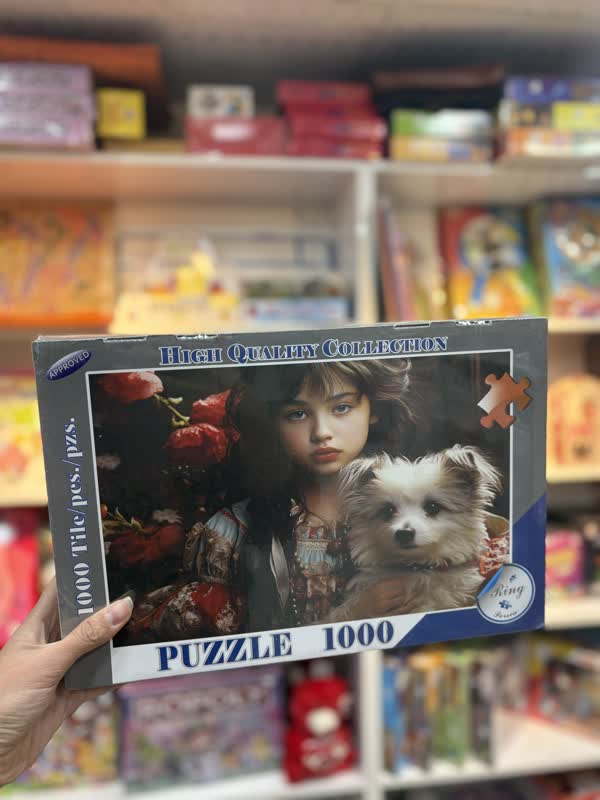 APPROVED
HIGH QUALITY COLLECTION
1000 Tile/pcs./pzs.
Ring
PUZZLE 1000